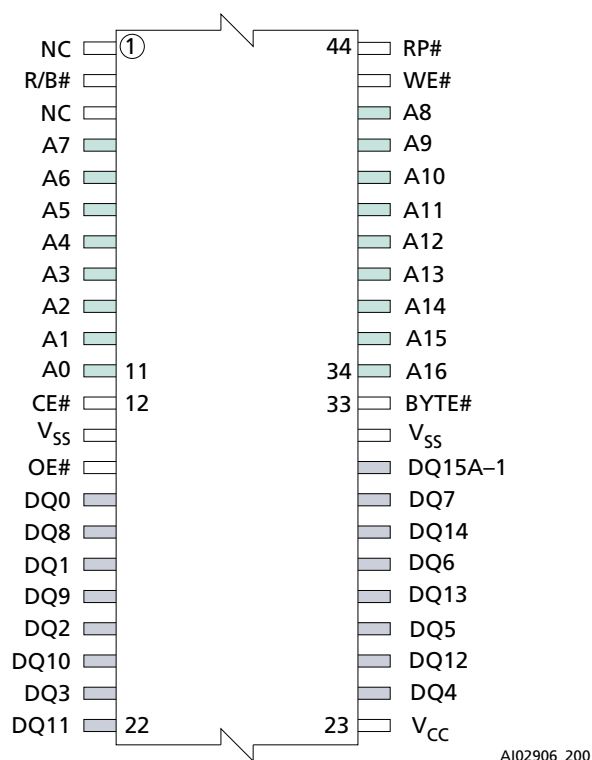 NC ① 44 RP#
R/B# WE#
NC A8
A7 A9
A6 A10
A5 A11
A4 A12
A3 A13
A2 A14
A1 A15
A0 11 34 A16
CE# 12 33 BYTE#
VSS VSS
OE# DQ15A–1
DQ0 DQ7
DQ8 DQ14
DQ1 DQ6
DQ9 DQ13
DQ2 DQ5
DQ10 DQ12
DQ3 DQ4
DQ11 22 23 VCC
AI02906_200